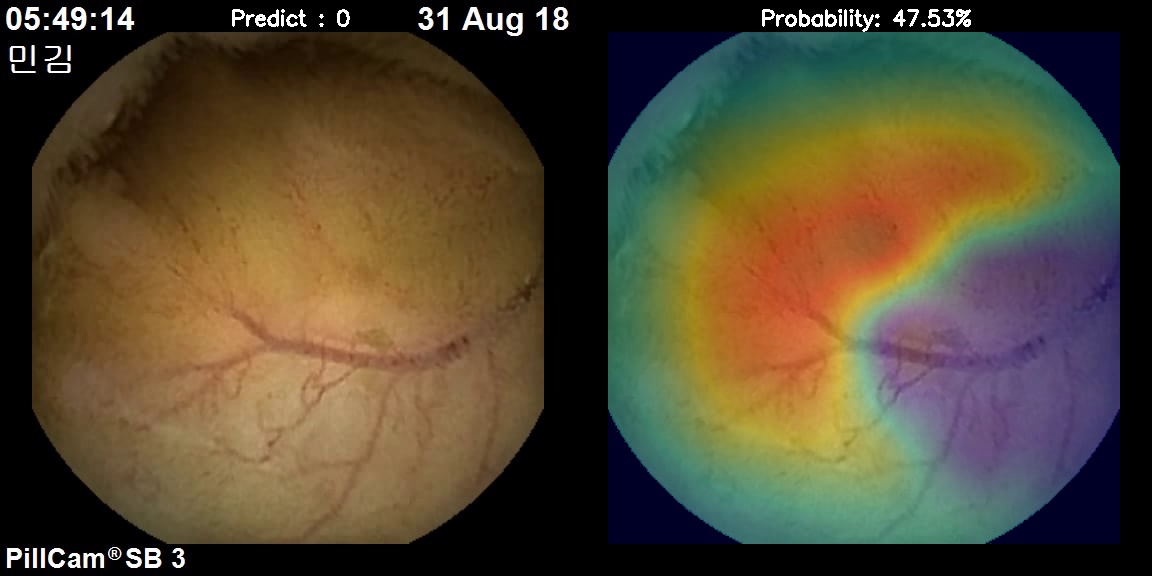 05:49:14
Predict : 0
31 Aug 18
Probability: 47.53%
민김
PillCam® SB 3